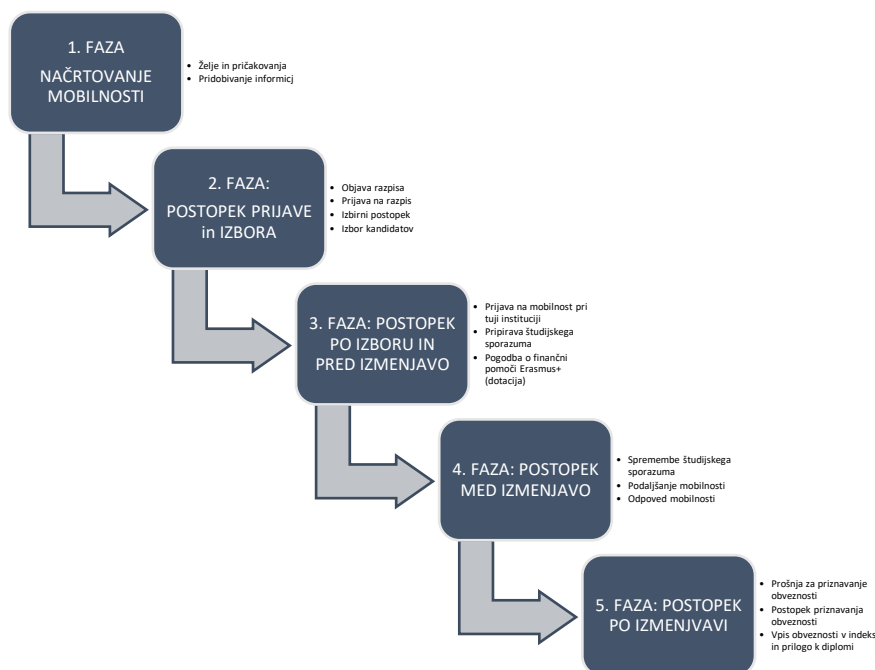 1. FAZA
NAČRTOVANJE
MOBILNOSTI
• Želje in pričakovanja
• Pridobivanje informicj
2. FAZA:
POSTOPEK PRIJAVE
in IZBORA
• Objava razpisa
• Prijava na razpis
• Izbirni postopek
• Izbor kandidatov
3. FAZA: POSTOPEK
PO IZBORU IN
PRED IZMENJAVO
• Prijava na mobilnost pri
tuji instituciji
• Pripirava študijskega
sporazuma
• Pogodba o finančni
pomoči Erasmus+
(dotacija)
4. FAZA: POSTOPEK
MED IZMENJAVO
• Spremembe študijskega
sporazuma
• Podaljšanje mobilnosti
• Odpoved mobilnosti
5. FAZA: POSTOPEK
PO IZMENJVAVI
• Prošnja za priznavanje
obveznosti
• Postopek priznavanja
obveznosti
• Vpis obveznosti v indeks
in prilogo k diplomi